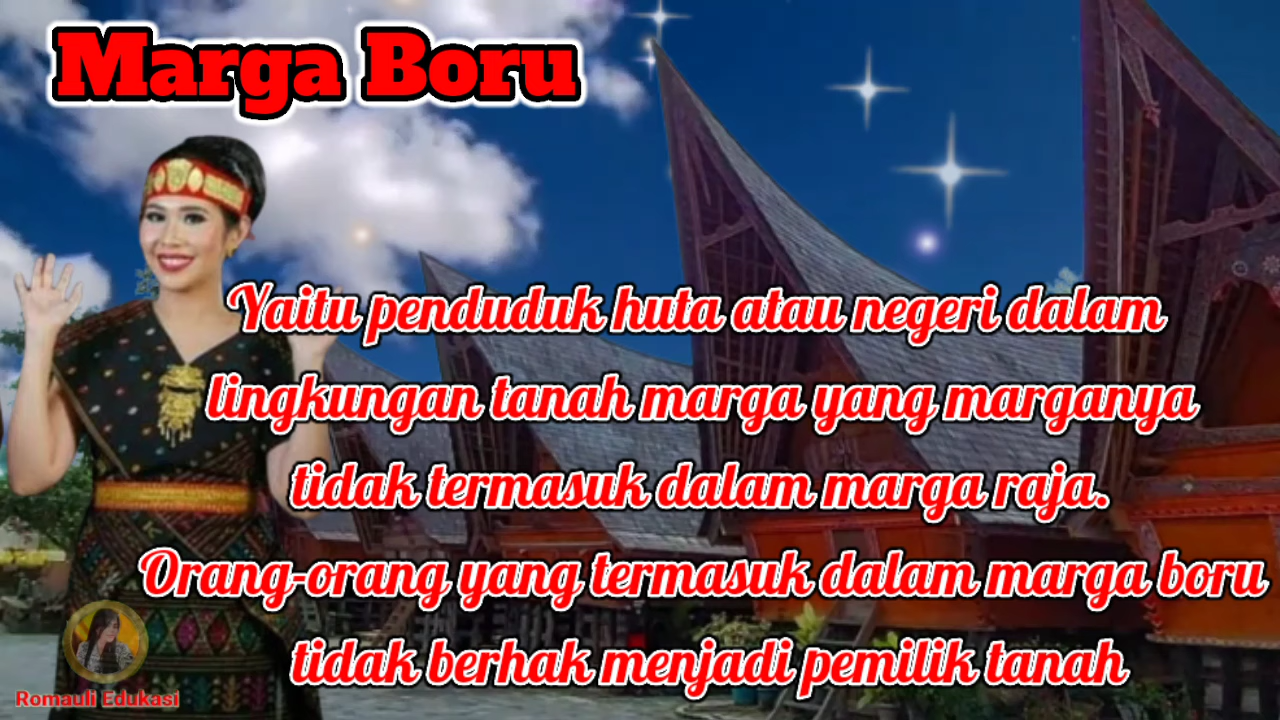 Marga Boru
Yaitu penduduk huta atau negeri dalam
lingkungan tanah marga yang marganya
tidak termasuk dalam marga raja.
Orang-orang yang termasuk dalam marga boru
tidak berhak menjadi pemilik tanah
Romauli Edukasi